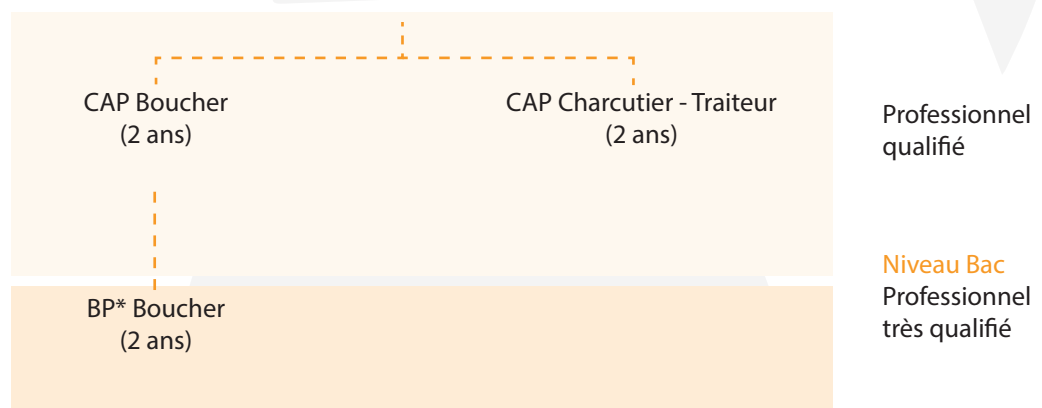 CAP Boucher
(2 ans)
CAP Charcutier - Traiteur
(2 ans)
Professionnel
qualifié
Niveau Bac
Professionnel
très qualifié
BP* Boucher
(2 ans)